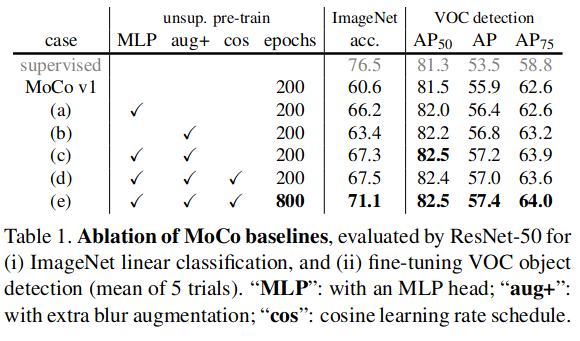 unsup. pre-train ImageNet VOC detection
case MLP aug+ cos epochs acc. AP50 AP AP75
supervised 76.5 81.3 53.5 58.8
MoCo v1 200 60.6 81.5 55.9 62.6
(a) ✓ 200 66.2 82.0 56.4 62.6
(b) ✓ 200 63.4 82.2 56.8 63.2
(c) ✓ ✓ 200 67.3 82.5 57.2 63.9
(d) ✓ ✓ ✓ 200 67.5 82.4 57.0 63.6
(e) ✓ ✓ ✓ 800 71.1 82.5 57.4 64.0
Table 1. Ablation of MoCo baselines, evaluated by ResNet-50 for
(i) ImageNet linear classification, and (ii) fine-tuning VOC object
detection (mean of 5 trials). “MLP”: with an MLP head; “aug+”:
with extra blur augmentation; “cos”: cosine learning rate schedule.